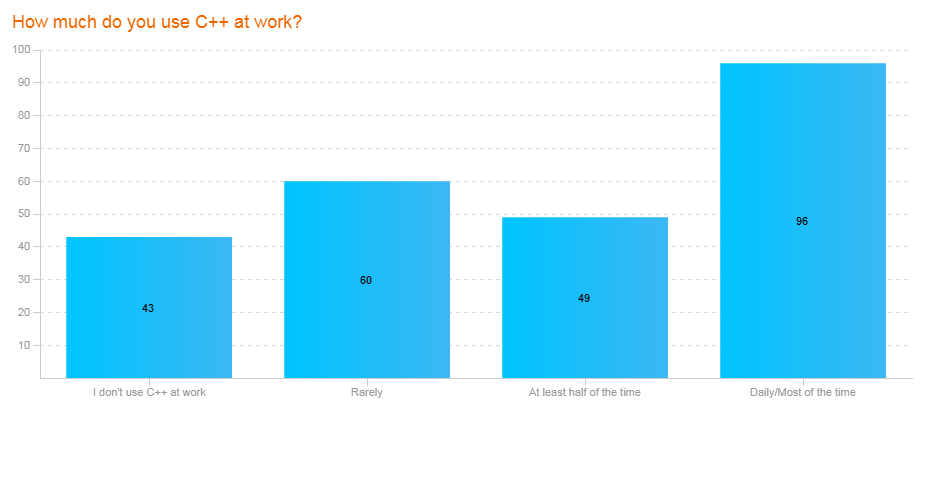 How much do you use C++ at work?
100
90
80
70
60
50
40
30
20
10
43
60
49
96
I don't use C++ at work
Rarely
At least half of the time
Daily/Most of the time